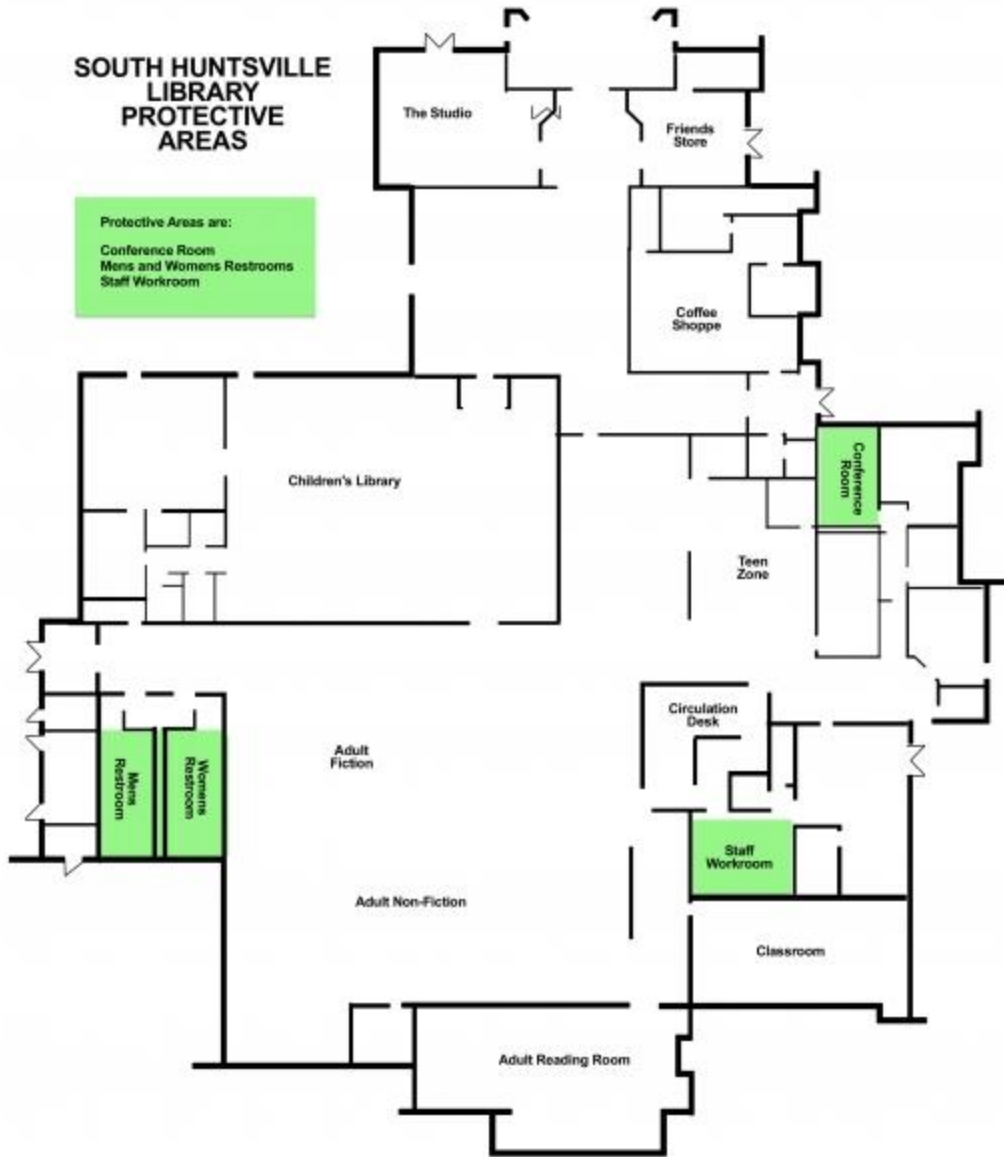 SOUTH HUNTSVILLE
LIBRARY
PROTECTIVE
AREAS
Protective Areas are:
Conference Room
Mens and Womens Restrooms
Staff Workroom
The Studio
Friends
Store
Coffee
Shoppe
Children's Library
Conference
Room
Teen
Zone
Circulation
Desk
Adult
Fiction
Mens
Restroom
Womens
Restroom
Staff
Workroom
Adult Non-Fiction
Classroom
Adult Reading Room